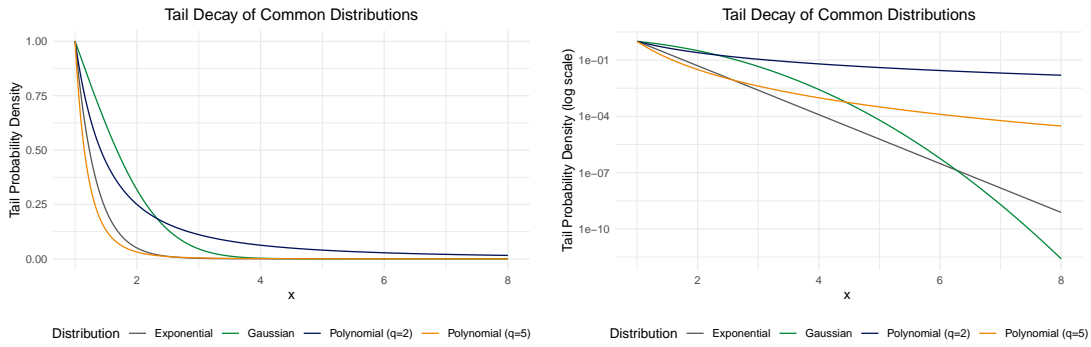 Tail Decay of Common Distributions
Tail Probability Density
1.00
0.75
0.50
0.25
0.00
2
4
6
8
x
Distribution Exponential Gaussian Polynomial (q=2) Polynomial (q=5)
Tail Decay of Common Distributions
Tail Probability Density (log scale)
1e−01
1e−04
1e−07
1e−10
2
4
6
8
x
Distribution Exponential Gaussian Polynomial (q=2) Polynomial (q=5)